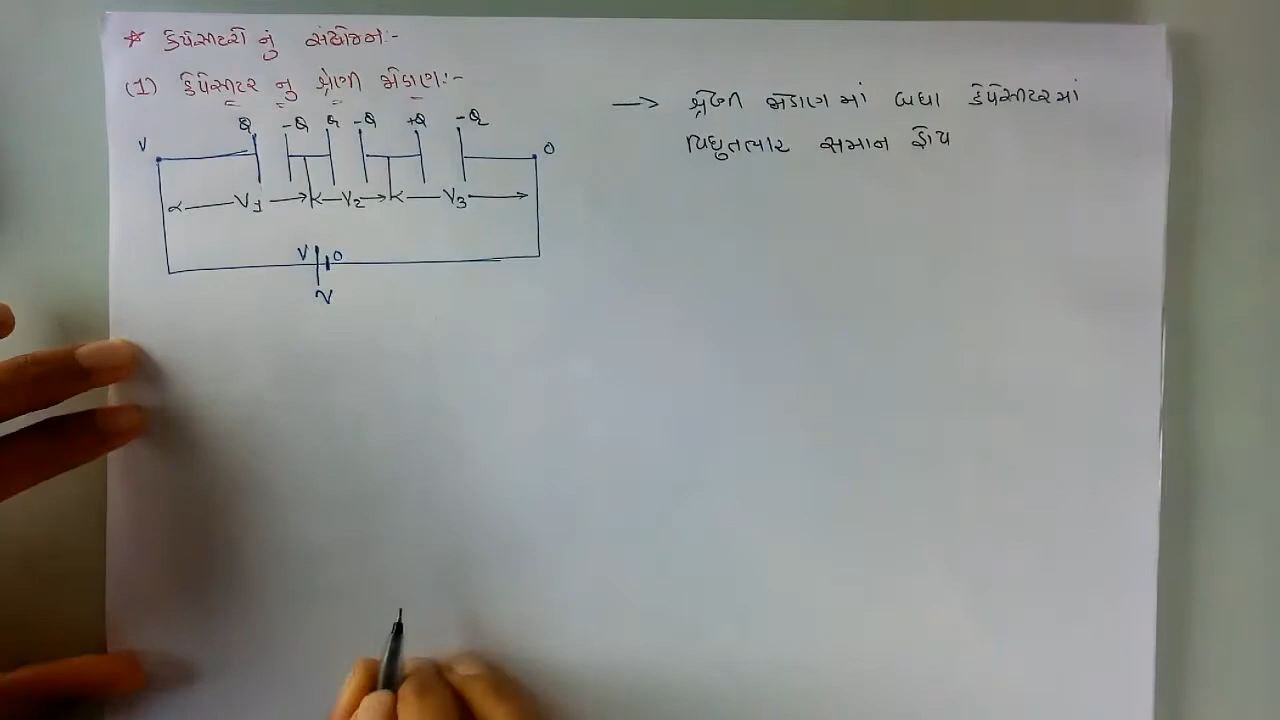 * કેપેસીટરો નું સંયોજન:-
(1) કેપેસીટર નુ શ્રેણી જોડાણ:-
Q -Q Q -Q +Q -Q
V 0
V1 V2 V3
V 0
V
→ શ્રેણી જોડાણ માં બધા કેપેસીટરમાં
વિધુતભાર સમાન હોય